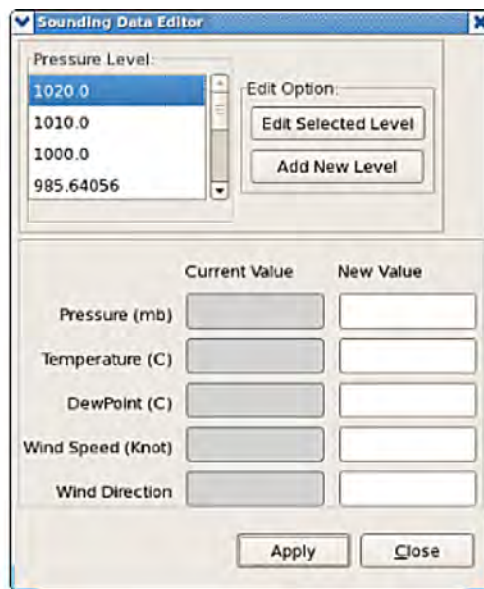 Sounding Data Editor
Pressure Level:
1020.0
1010.0
1000.0
985.64056
Edit Option:
Edit Selected Level
Add New Level
Current Value New Value
Pressure (mb)
Temperature (C)
DewPoint (C)
Wind Speed (Knot)
Wind Direction
Apply Close